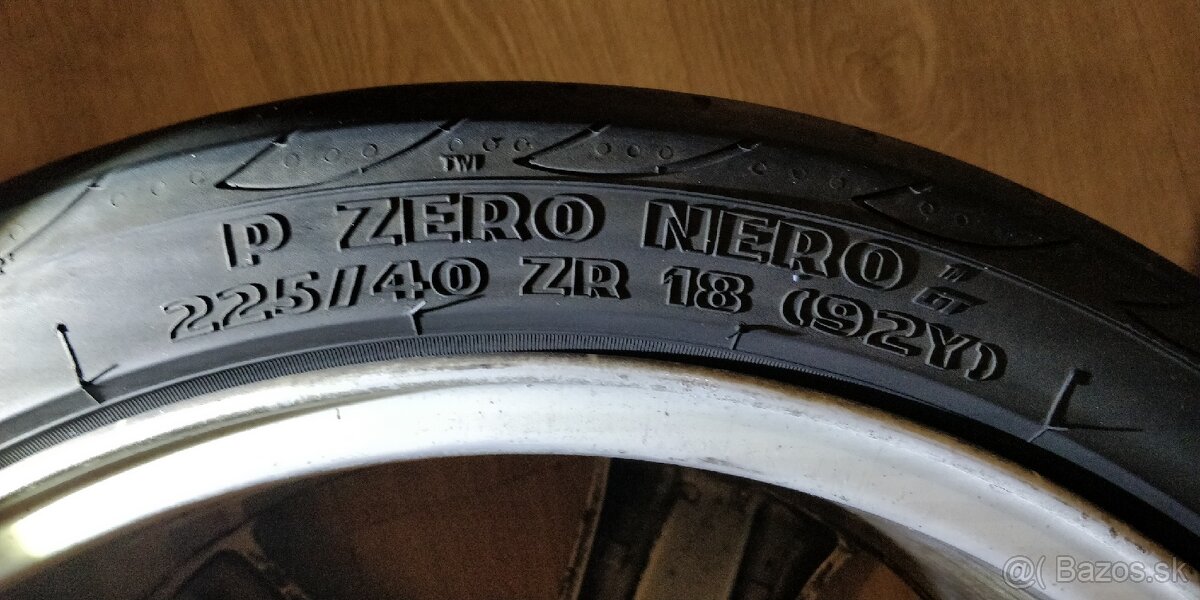 TWI
P ZERO NERO GT
225/40 ZR 18 (92Y)
@( Bazos.sk